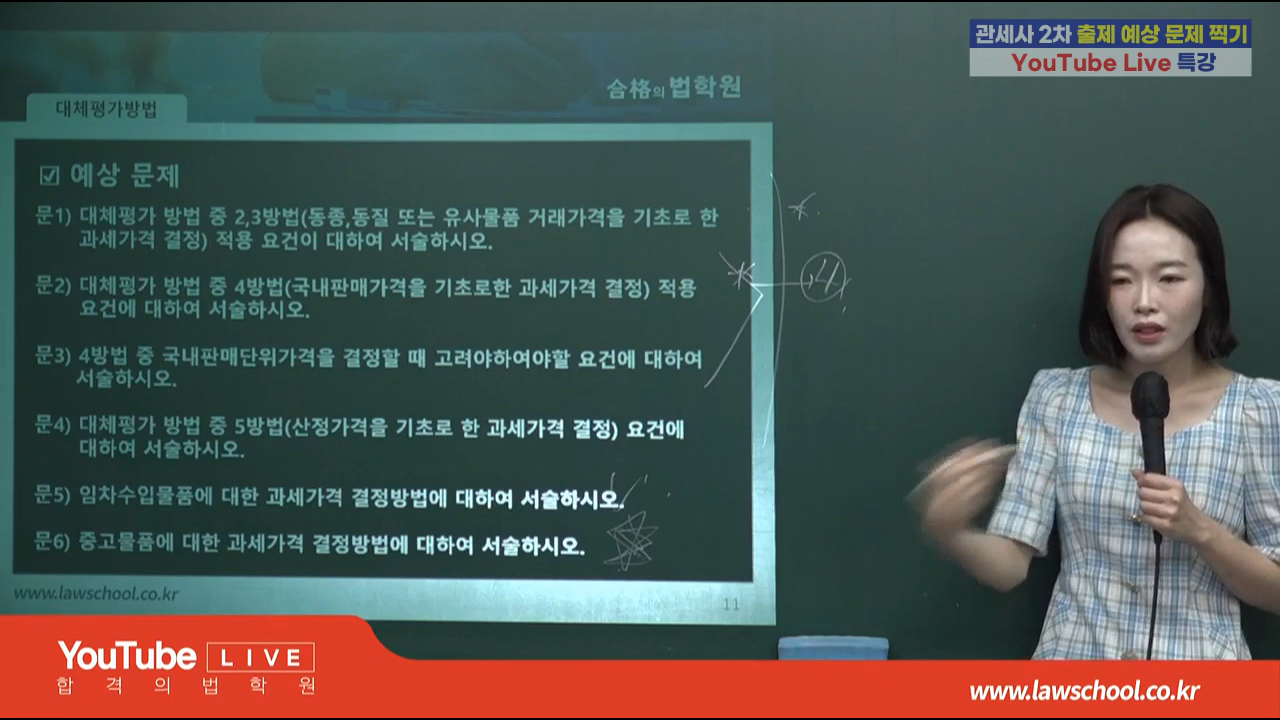 관세사 2차 출제 예상 문제 찍기
YouTube Live 특강
合格의 법학원
대체평가방법
예상 문제
문1) 대체평가 방법 중 2,3방법(동종,동질 또는 유사물품 거래가격을 기초로 한
과세가격 결정) 적용 요건이 대하여 서술하시오.
문2) 대체평가 방법 중 4방법(국내판매가격을 기초로한 과세가격 결정) 적용
요건에 대하여 서술하시오.
문3) 4방법 중 국내판매단위가격을 결정할 때 고려야하여야할 요건에 대하여
서술하시오.
문4) 대체평가 방법 중 5방법(산정가격을 기초로 한 과세가격 결정) 요건에
대하여 서술하시오.
문5) 임차수입물품에 대한 과세가격 결정방법에 대하여 서술하시오.
문6) 중고물품에 대한 과세가격 결정방법에 대하여 서술하시오.
www.lawschool.co.kr
11
YouTube LIVE
합격의법학원
www.lawschool.co.kr